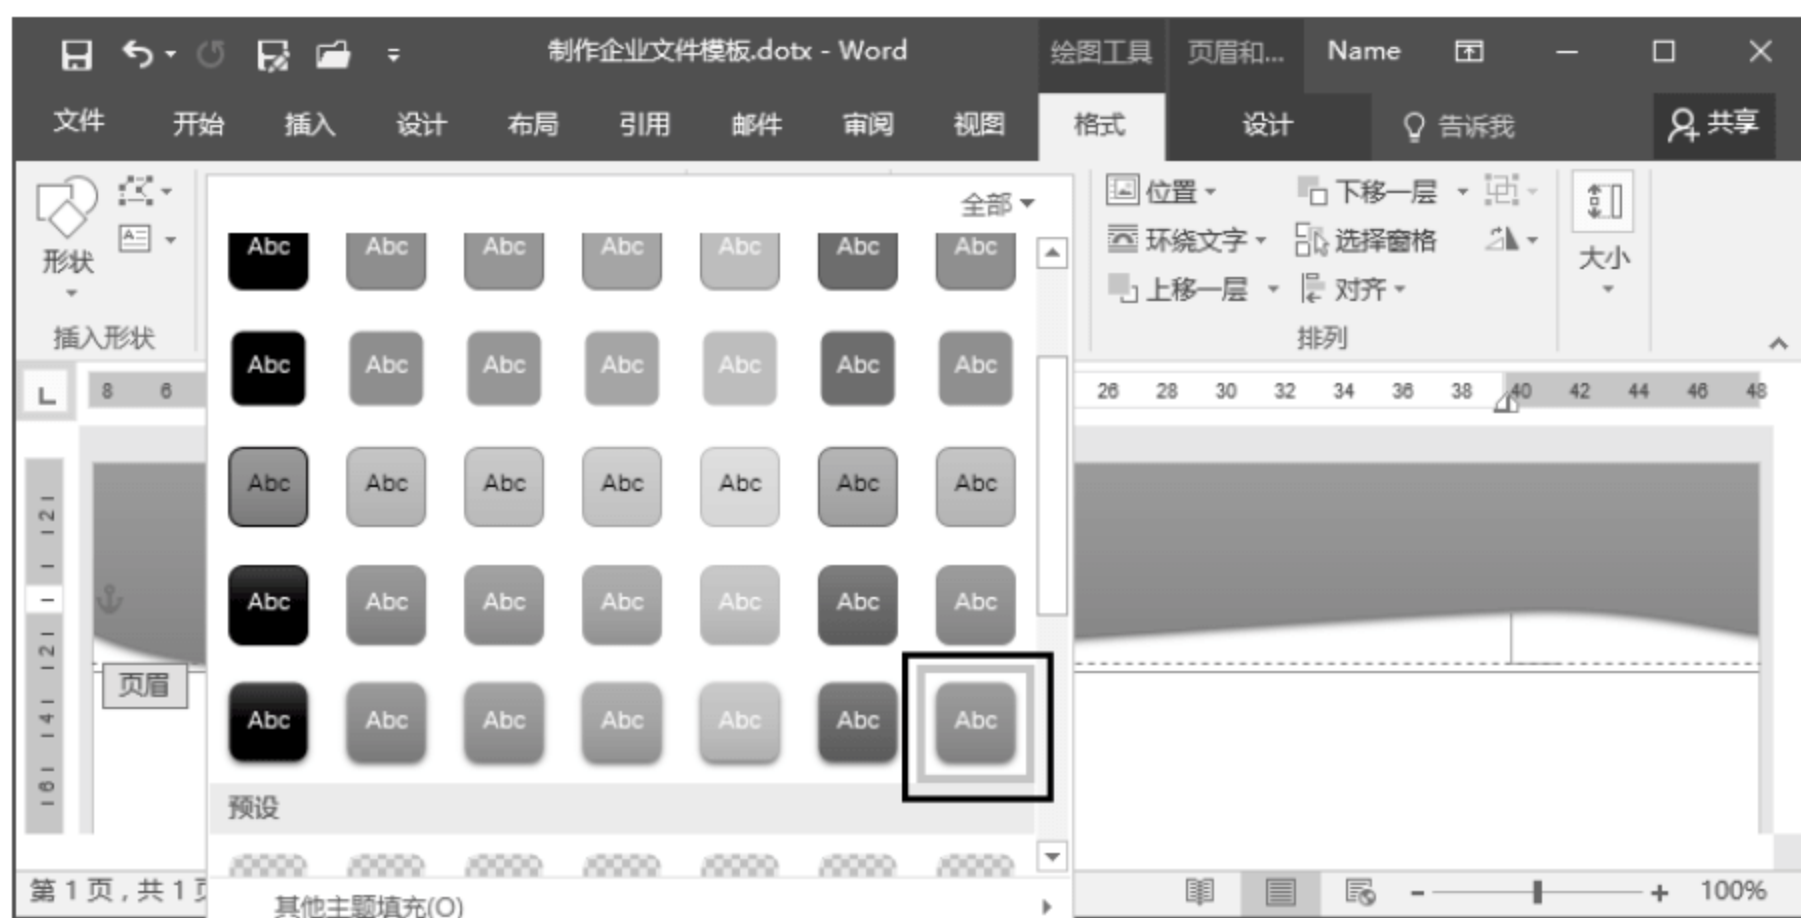 制作企业文件模板.dotx - Word
绘图工具
页眉和...
Name
文件 开始 插入 设计 布局 引用 邮件 审阅 视图 格式 设计 告诉我 共享
全部
位置 下移一层
环绕文字 选择窗格
上移一层 对齐
形状
大小
插入形状
排列
8 6
26 28 30 32 34 36 38 40 42 44 46 48
Abc Abc Abc Abc Abc Abc Abc
Abc Abc Abc Abc Abc Abc Abc
Abc Abc Abc Abc Abc Abc Abc
Abc Abc Abc Abc Abc Abc Abc
Abc Abc Abc Abc Abc Abc Abc
2
2
4
6
页眉
预设
其他主题填充(O)
第 1 页，共 1 页
100%